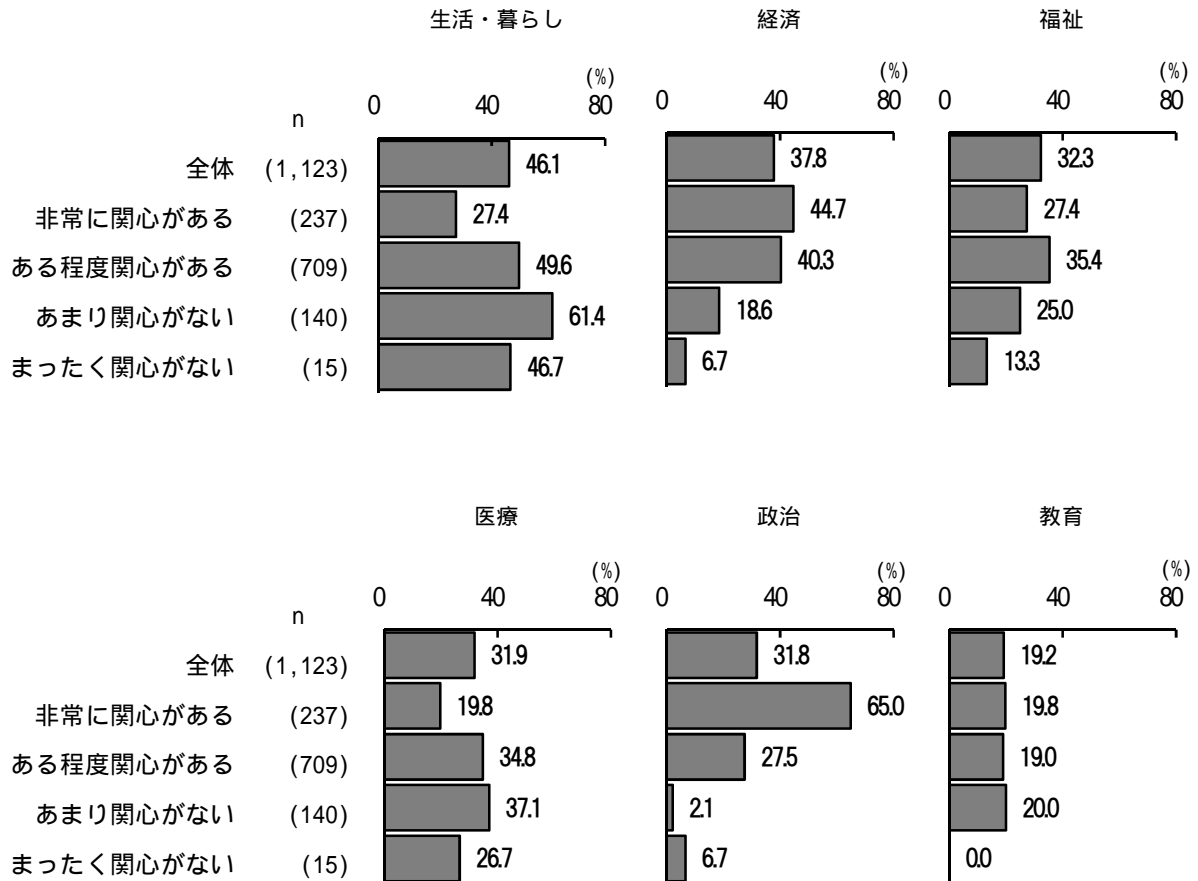 生活・暮らし 経済 福祉
(%) (%) (%)
0 40 80 0 40 80 0 40 80
n
全体 (1,123) 46.1 37.8 32.3
非常に関心がある (237) 27.4 44.7 27.4
ある程度関心がある (709) 49.6 40.3 35.4
あまり関心がない (140) 61.4 18.6 25.0
まったく関心がない (15) 46.7 6.7 13.3
医療 政治 教育
(%) (%) (%)
0 40 80 0 40 80 0 40 80
n
全体 (1,123) 31.9 31.8 19.2
非常に関心がある (237) 19.8 65.0 19.8
ある程度関心がある (709) 34.8 27.5 19.0
あまり関心がない (140) 37.1 2.1 20.0
まったく関心がない (15) 26.7 6.7 0.0